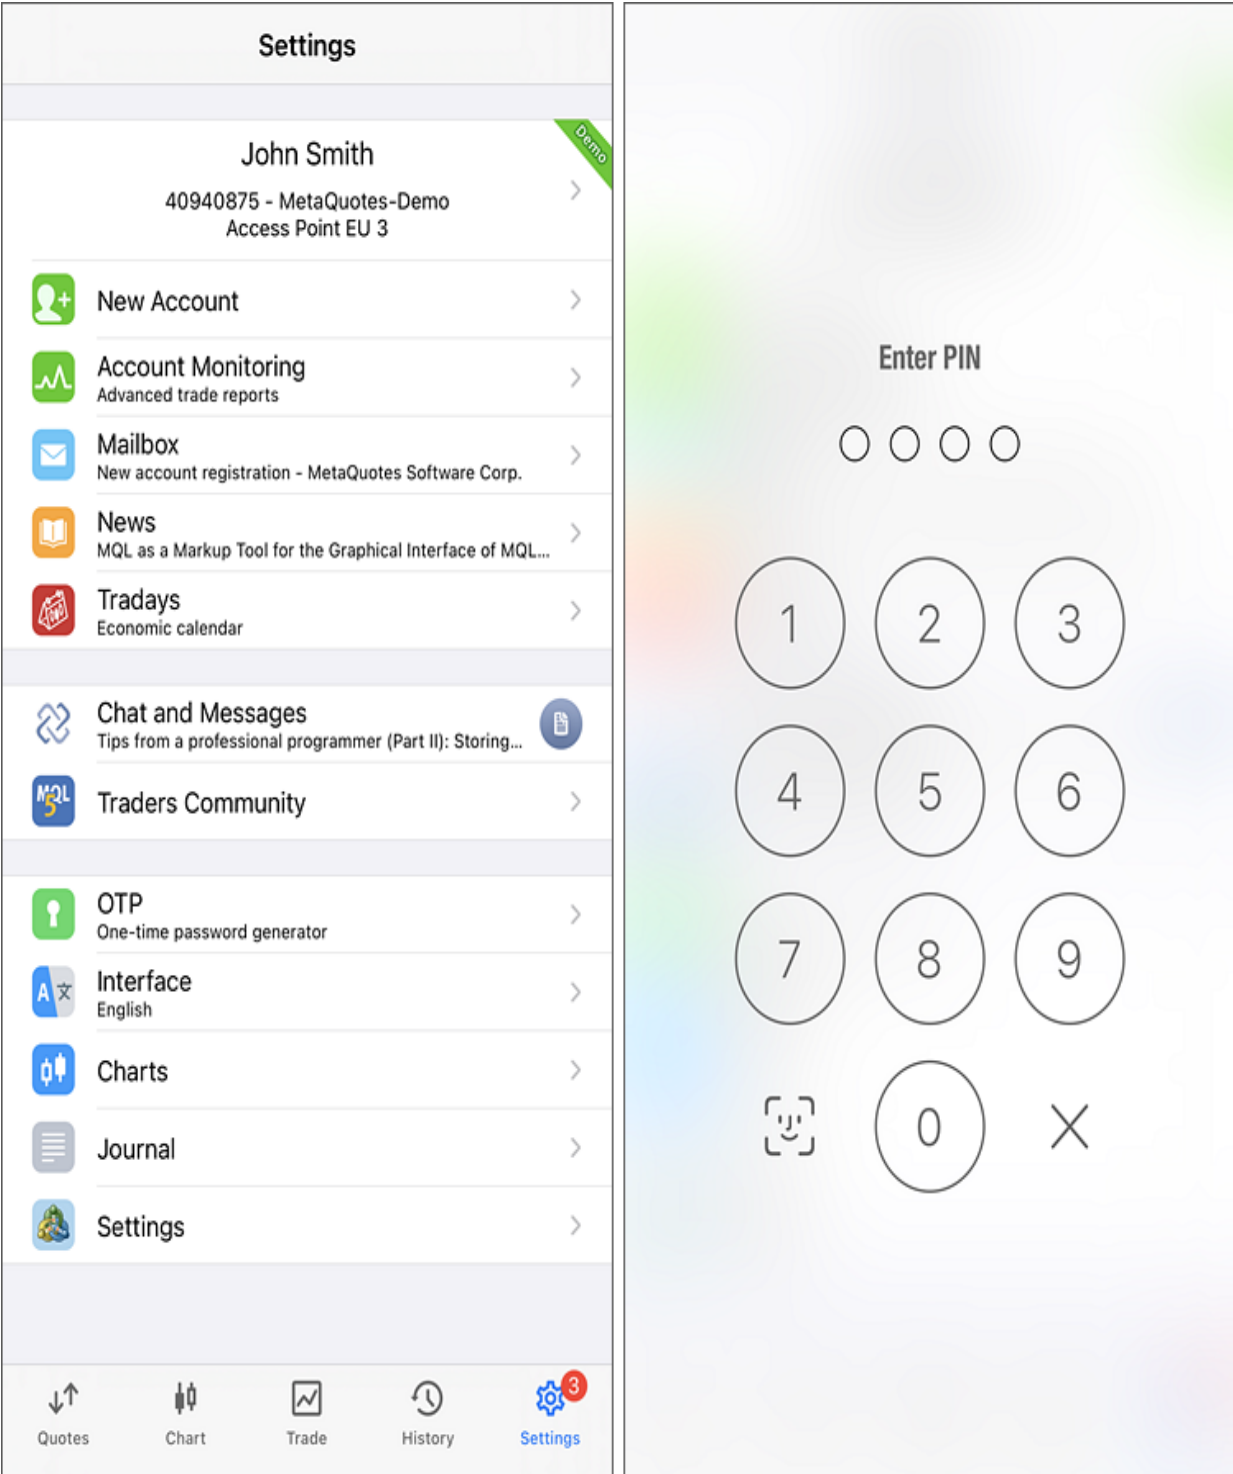 Settings
Demo
John Smith
40940875 - MetaQuotes-Demo
Access Point EU 3
New Account
Account Monitoring
Advanced trade reports
Mailbox
New account registration - MetaQuotes Software Corp.
News
MQL as a Markup Tool for the Graphical Interface of MQL...
Tradays
Economic calendar
Chat and Messages
Tips from a professional programmer (Part II): Storing...
MQL
5
Traders Community
OTP
One-time password generator
A 文
Interface
English
Charts
Journal
Settings
3
Quotes Chart Trade History Settings
Enter PIN
1 2 3
4 5 6
7 8 9
0